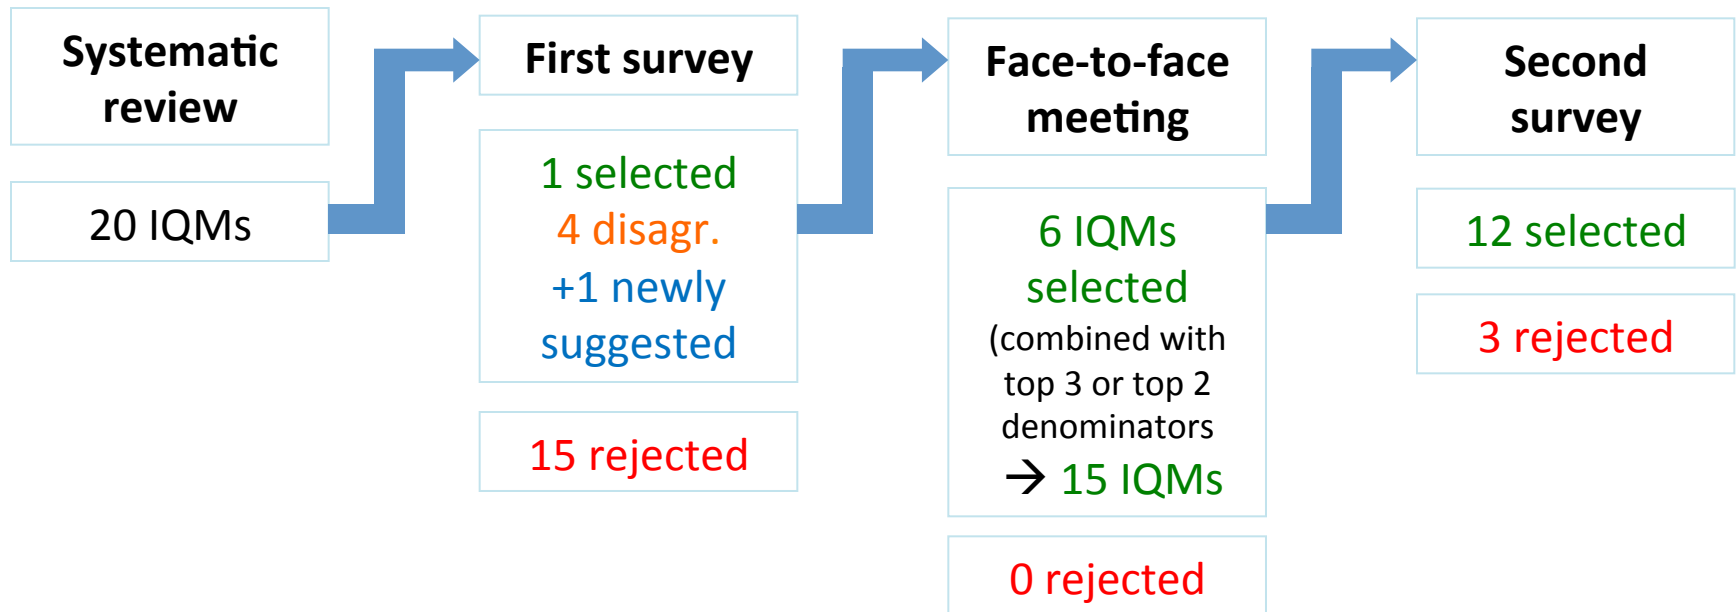 Systematic
review
20 IQMs
First survey
1 selected
4 disagr.
+1 newly
suggested
15 rejected
Face-to-face
meeting
6 IQMs
selected
(combined with
top 3 or top 2
denominators
→ 15 IQMs
0 rejected
Second
survey
12 selected
3 rejected